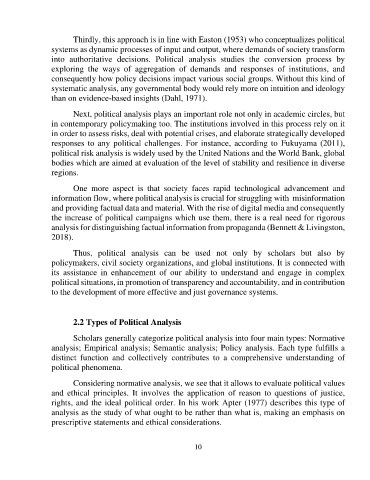 Thirdly, this approach is in line with Easton (1953) who conceptualizes political
systems as dynamic processes of input and output, where demands of society transform
into authoritative decisions. Political analysis studies the conversion process by
exploring the ways of aggregation of demands and responses of institutions, and
consequently how policy decisions impact various social groups. Without this kind of
systematic analysis, any governmental body would rely more on intuition and ideology
than on evidence-based insights (Dahl, 1971).
Next, political analysis plays an important role not only in academic circles, but
in contemporary policymaking too. The institutions involved in this process rely on it
in order to assess risks, deal with potential crises, and elaborate strategically developed
responses to any political challenges. For instance, according to Fukuyama (2011),
political risk analysis is widely used by the United Nations and the World Bank, global
bodies which are aimed at evaluation of the level of stability and resilience in diverse
regions.
One more aspect is that society faces rapid technological advancement and
information flow, where political analysis is crucial for struggling with misinformation
and providing factual data and material. With the rise of digital media and consequently
the increase of political campaigns which use them, there is a real need for rigorous
analysis for distinguishing factual information from propaganda (Bennett & Livingston,
2018).
Thus, political analysis can be used not only by scholars but also by
policymakers, civil society organizations, and global institutions. It is connected with
its assistance in enhancement of our ability to understand and engage in complex
political situations, in promotion of transparency and accountability, and in contribution
to the development of more effective and just governance systems.
2.2 Types of Political Analysis
Scholars generally categorize political analysis into four main types: Normative
analysis; Empirical analysis; Semantic analysis; Policy analysis. Each type fulfills a
distinct function and collectively contributes to a comprehensive understanding of
political phenomena.
Considering normative analysis, we see that it allows to evaluate political values
and ethical principles. It involves the application of reason to questions of justice,
rights, and the ideal political order. In his work Apter (1977) describes this type of
analysis as the study of what ought to be rather than what is, making an emphasis on
prescriptive statements and ethical considerations.
10